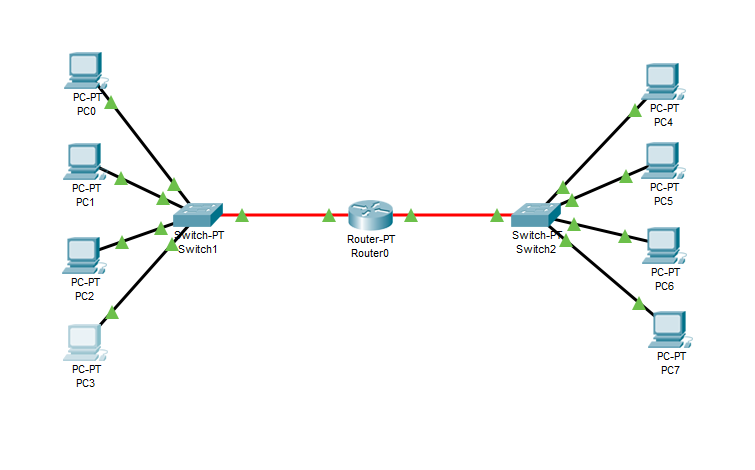 PC-PT
PC0
PC-PT
PC1
PC-PT
PC2
PC-PT
PC3
Switch-PT
Switch1
Router-PT
Router0
Switch-PT
Switch2
PC-PT
PC4
PC-PT
PC5
PC-PT
PC6
PC-PT
PC7